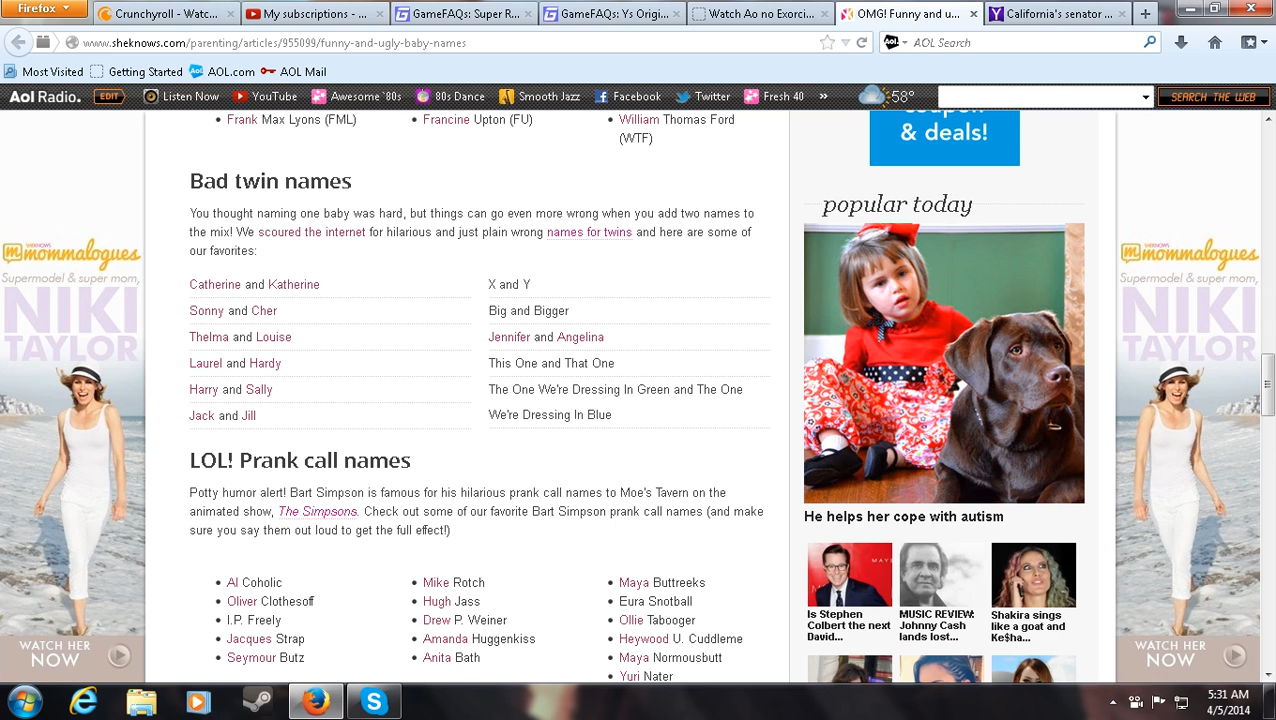 Firefox
Crunchyroll - Watc...
My subscriptions - ...
GameFAQs: Super R...
GameFAQs: Ys Origi...
Watch Ao no Exorci...
OMG! Funny and u...
California's senator ...
www.sheknows.com/parenting/articles/955099/funny-and-ugly-baby-names
AOL Search
Most Visited
Getting Started
AOL.com
AOL Mail
Aol Radio.
EDIT
Listen Now
YouTube
Awesome `80s
80s Dance
Smooth Jazz
Facebook
Twitter
Fresh 40
»
58°
SEARCH THE WEB
Frank Max Lyons (FML)
Francine Upton (FU)
William Thomas Ford
(WTF)
Bad twin names
You thought naming one baby was hard, but things can go even more wrong when you add two names to
the mix! We scoured the internet for hilarious and just plain wrong names for twins and here are some of
our favorites:
Catherine and Katherine
X and Y
Sonny and Cher
Big and Bigger
Thelma and Louise
Jennifer and Angelina
Laurel and Hardy
This One and That One
Harry and Sally
The One We're Dressing In Green and The One
Jack and Jill
We're Dressing In Blue
LOL! Prank call names
Potty humor alert! Bart Simpson is famous for his hilarious prank call names to Moe's Tavern on the
animated show, The Simpsons. Check out some of our favorite Bart Simpson prank call names (and make
sure you say them out loud to get the full effect!)
Al Coholic
Oliver Clothesoff
I.P. Freely
Jacques Strap
Seymour Butz
Mike Rotch
Hugh Jass
Drew P. Weiner
Amanda Huggenkiss
Anita Bath
Maya Buttreeks
Eura Snotball
Ollie Tabooger
Heywood U. Cuddleme
Maya Normousbutt
Yuri Nater
coupon
& deals!
popular today
He helps her cope with autism
Is Stephen
Colbert the next
David...
MUSIC REVIEW:
Johnny Cash
lands lost...
Shakira sings
like a goat and
Ke$ha...
SHEKNOWS
mommalogues
Supermodel & super mom,
NIKI
TAYLOR
WATCH HER
NOW
SHEKNOWS
mommalogues
Supermodel & super mom,
NIKI
TAYLOR
WATCH HER
NOW
5:31 AM
4/5/2014